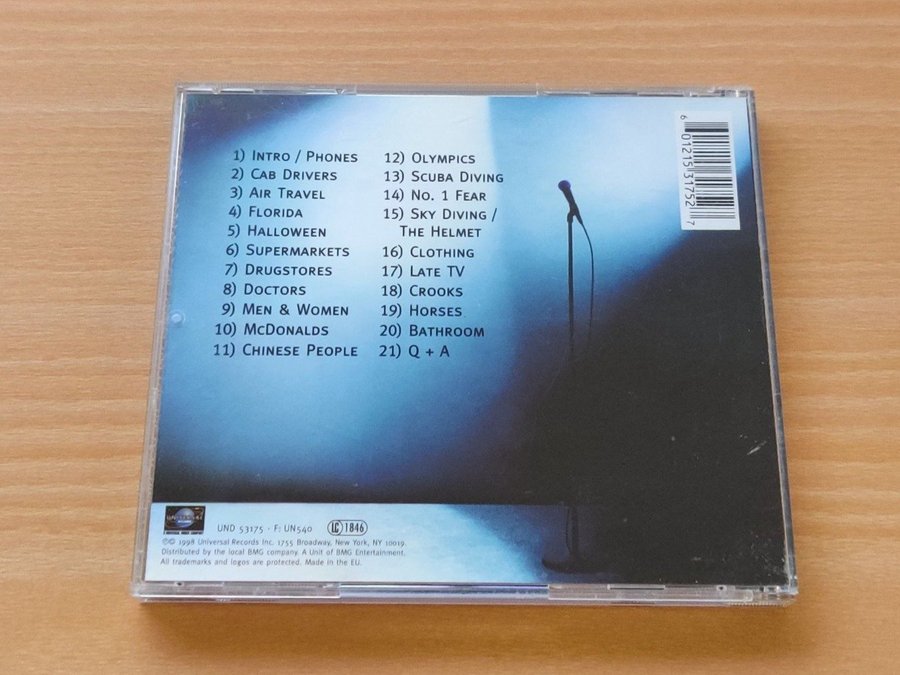 1) Intro / Phones
2) Cab Drivers
3) Air Travel
4) Florida
5) Halloween
6) Supermarkets
7) Drugstores
8) Doctors
9) Men & Women
10) McDonalds
11) Chinese People
12) Olympics
13) Scuba Diving
14) No. 1 Fear
15) Sky Diving /
The Helmet
16) Clothing
17) Late TV
18) Crooks
19) Horses
20) Bathroom
21) Q + A
6 01215 31752 7
UNIVERSAL
UND 53175 · F: UN540
LC 1846
℗© 1998 Universal Records Inc. 1755 Broadway, New York, NY 10019.
Distributed by the local BMG company. A Unit of BMG Entertainment.
All trademarks and logos are protected. Made in the EU.